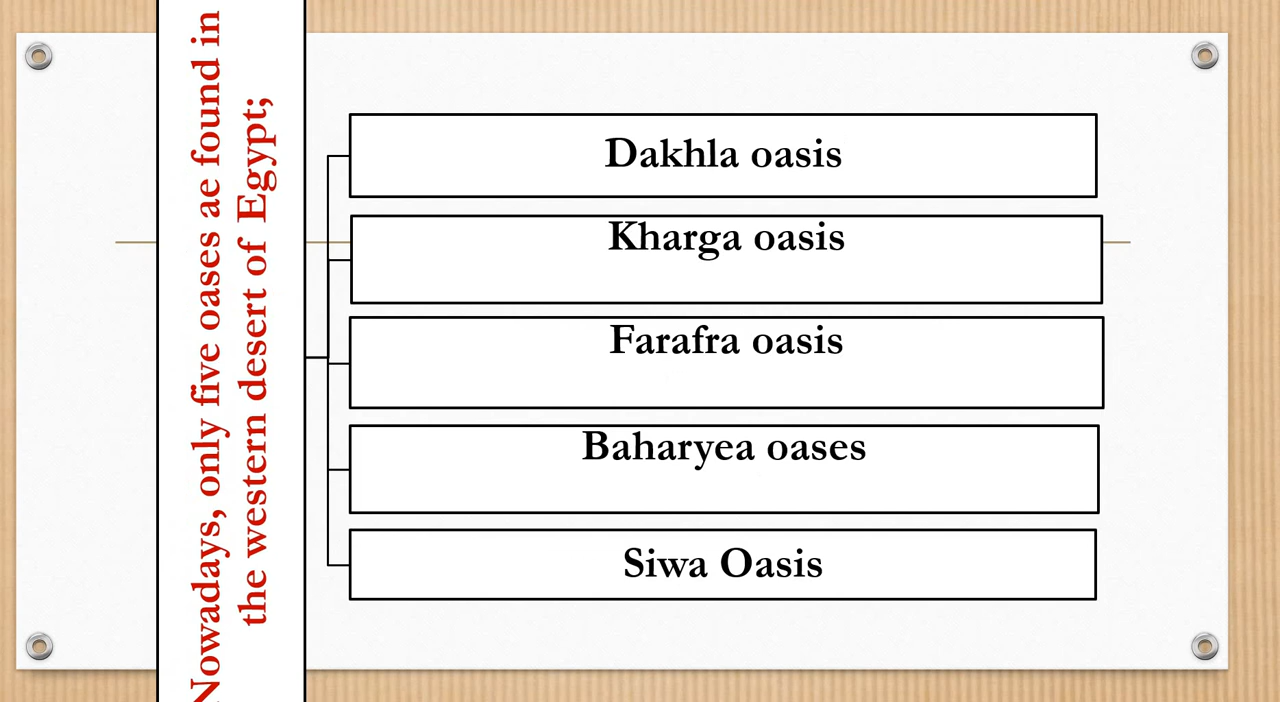 Nowadays, only five oases ae found in
the western desert of Egypt;
Dakhla oasis
Kharga oasis
Farafra oasis
Baharyea oases
Siwa Oasis